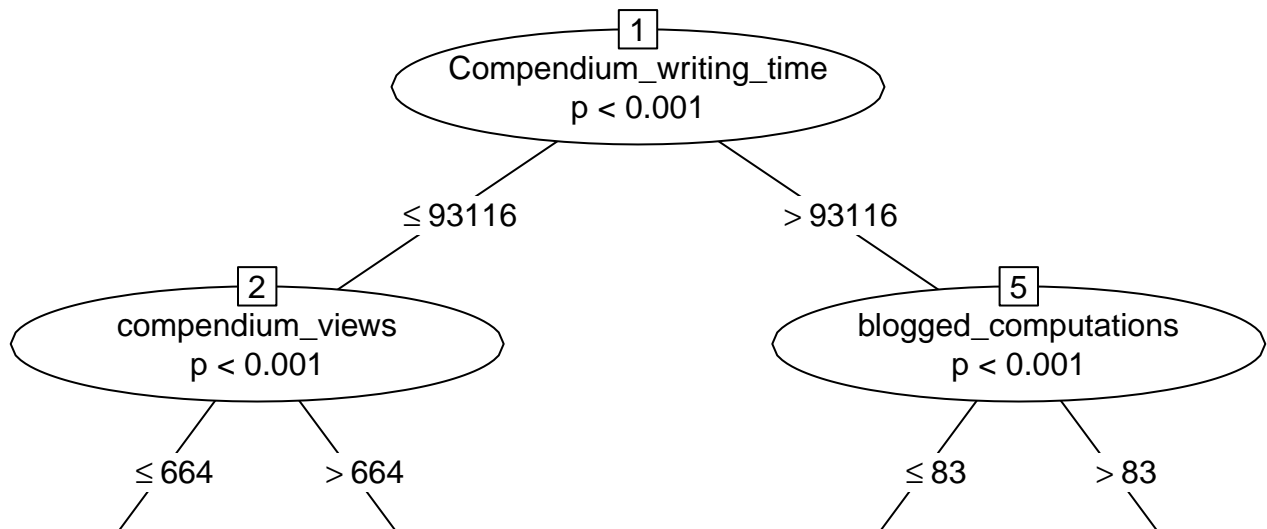 1
Compendium_writing_time
p < 0.001
≤ 93116
> 93116
2
compendium_views
p < 0.001
5
blogged_computations
p < 0.001
≤ 664
> 664
≤ 83
> 83